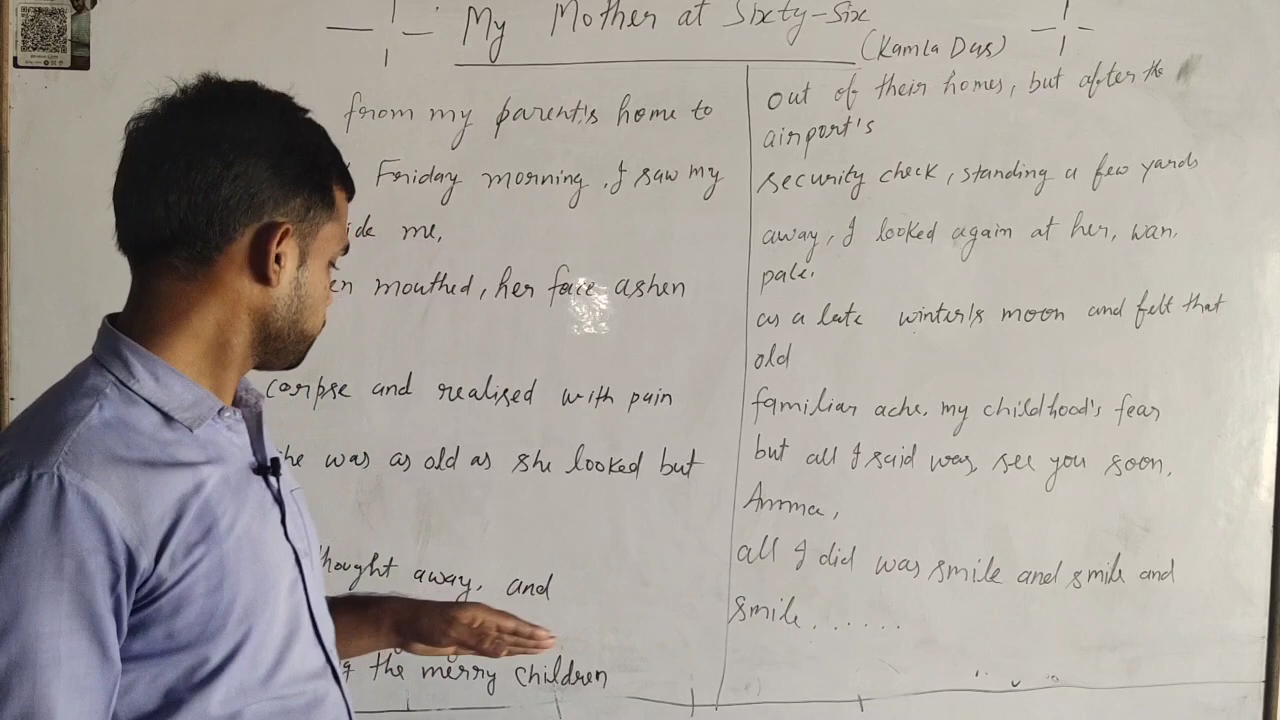 My Mother at Sixty-Six
(Kamla Das)
from my parent's home to
Friday morning, I saw my
ide me,
en mouthed, her face ashen
corpse and realised with pain
he was as old as she looked but
hought away, and
g the merry children
out of their homes, but after the
airport's
security check, standing a few yards
away, I looked again at her, wan,
pale.
as a late winter's moon and felt that
old
familiar ache, my childhood's fear
but all I said was, see you soon,
Amma,
all I did was smile and smile and
smile.......